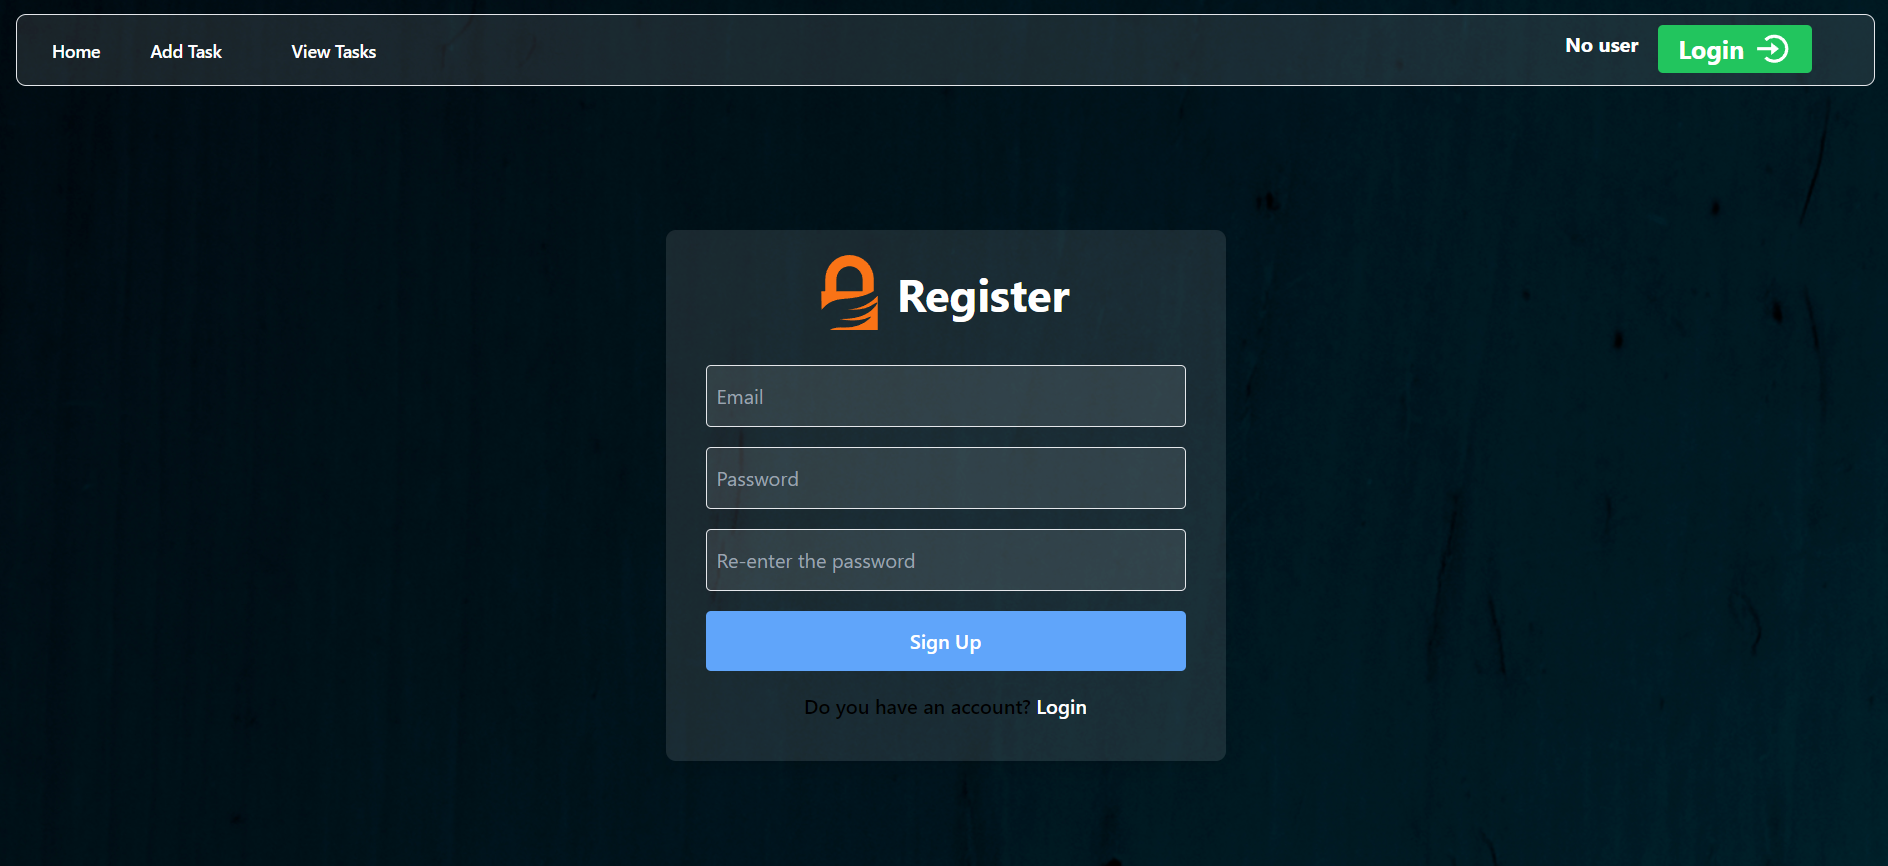 Home Add Task View Tasks No user Login
Register
Email
Password
Re-enter the password
Sign Up
Do you have an account? Login